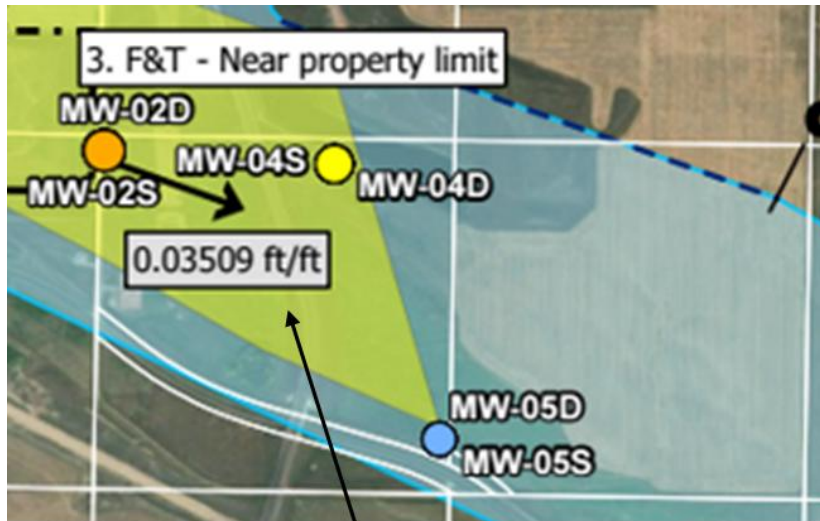 3. F&T - Near property limit
MW-02D
MW-04S
MW-04D
MW-02S
0.03509 ft/ft
MW-05D
MW-05S